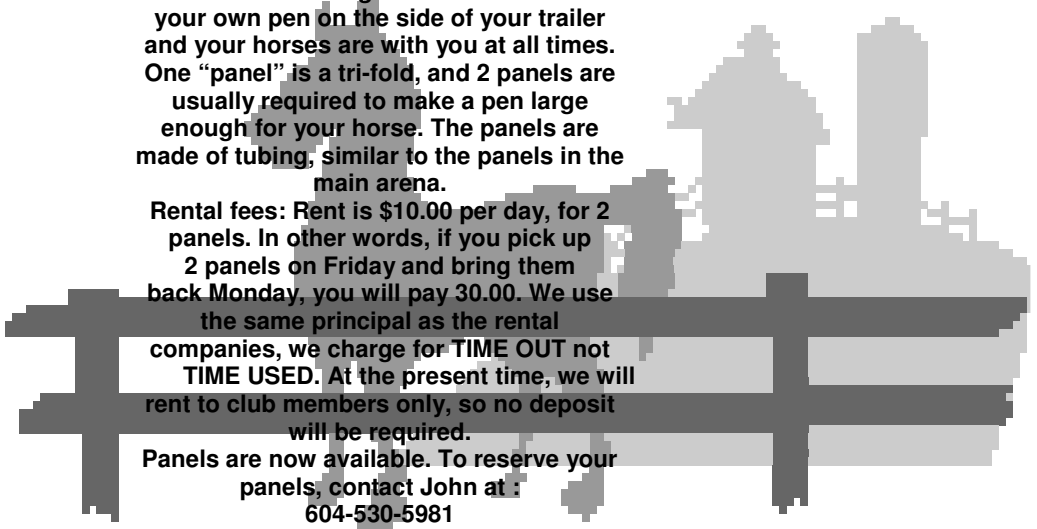 your own pen on the side of your trailer
and your horses are with you at all times.
One “panel” is a tri-fold, and 2 panels are
usually required to make a pen large
enough for your horse. The panels are
made of tubing, similar to the panels in the
main arena.
Rental fees: Rent is $10.00 per day, for 2
panels. In other words, if you pick up
2 panels on Friday and bring them
back Monday, you will pay 30.00. We use
the same principal as the rental
companies, we charge for TIME OUT not
TIME USED. At the present time, we will
rent to club members only, so no deposit
will be required.
Panels are now available. To reserve your
panels, contact John at :
604-530-5981